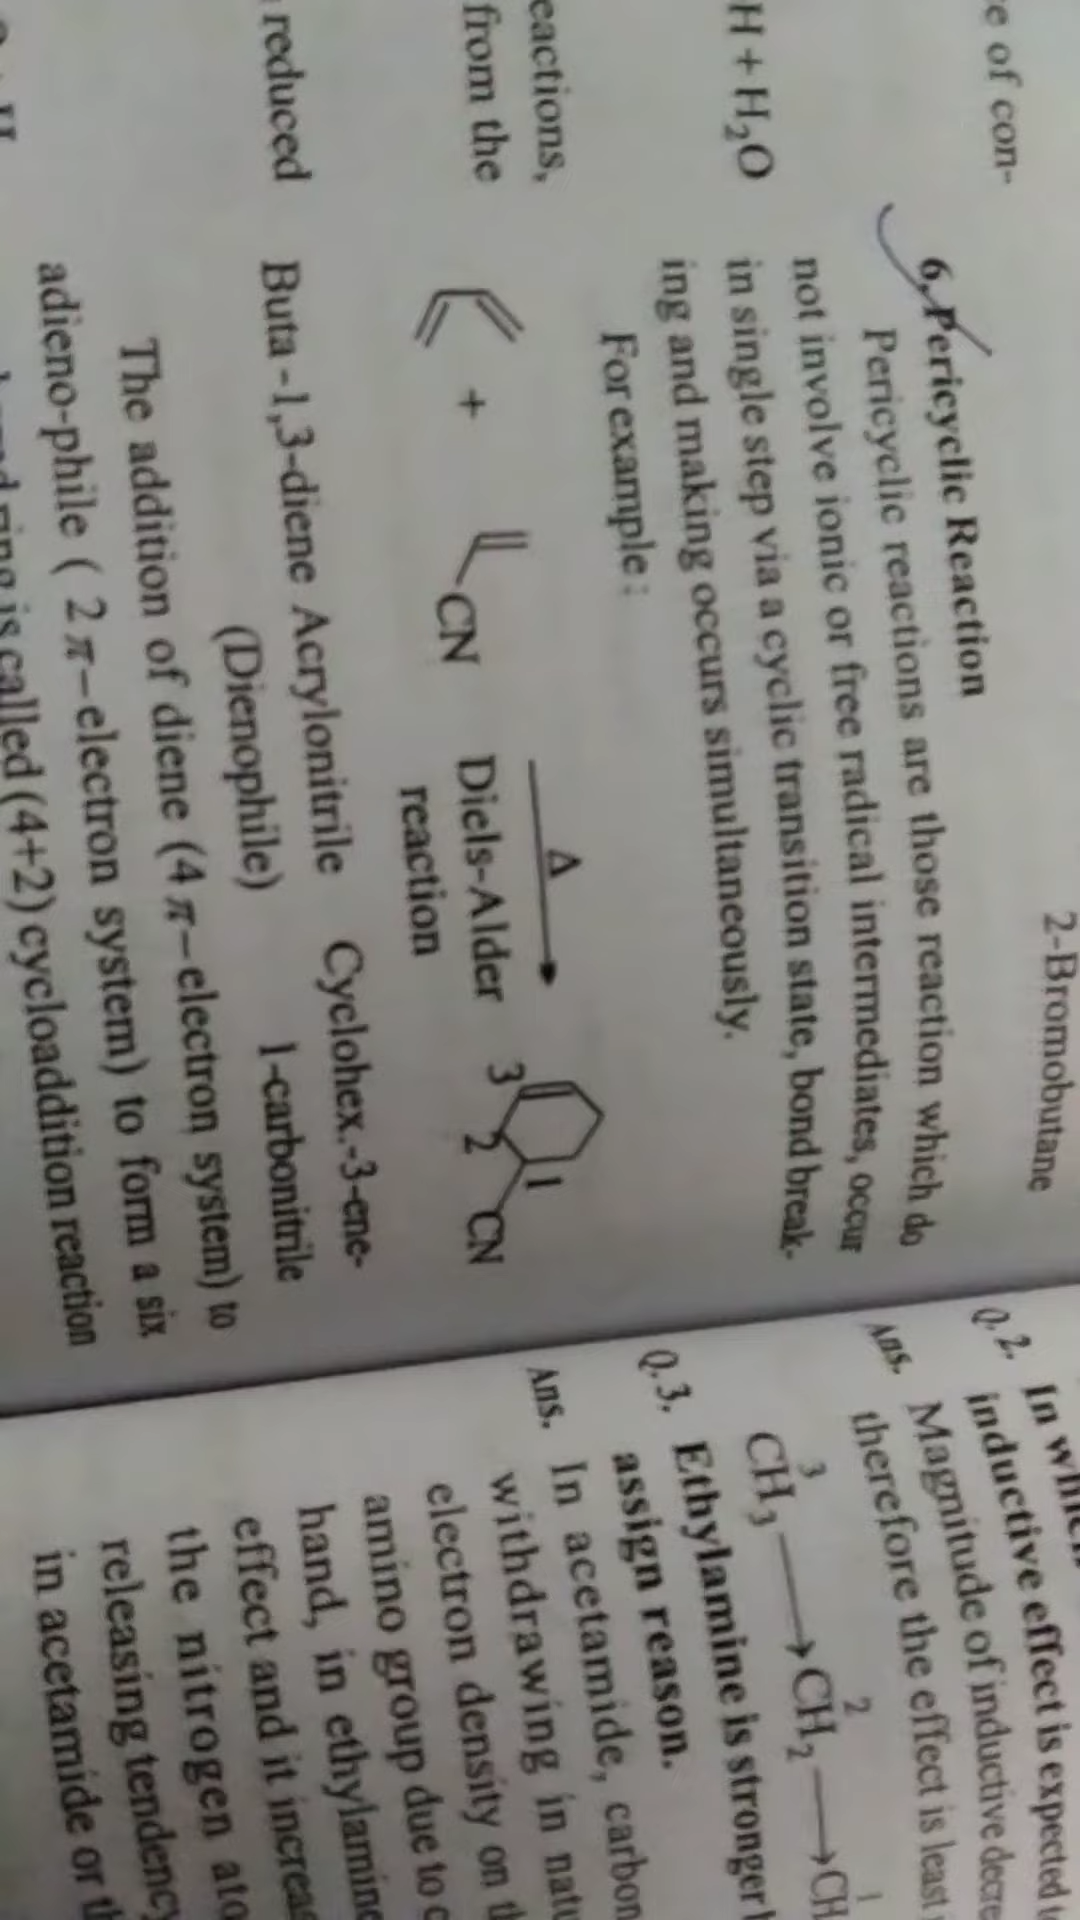 e of con-
H + H₂O
eactions,
from the
reduced
2-Bromobutane
6. Pericyclic Reaction
Pericyclic reactions are those reaction which do
not involve ionic or free radical intermediates, occur
in single step via a cyclic transition state, bond break-
ing and making occurs simultaneously.
For example :
+ CN Δ 3 2 1 CN
Diels-Alder
reaction
Buta-1,3-diene Acrylonitrile Cyclohex.-3-ene-
(Dienophile) 1-carbonitrile
The addition of diene (4 π-electron system) to
adieno-phile ( 2 π-electron system) to form a six
is called (4+2) cycloaddition reaction
Q.2. In which
inductive effect is expected
Ans. Magnitude of inductive decre
therefore the effect is least
3 2 1
CH₃ → CH₂ → CH
Q.3. Ethylamine is stronger
assign reason.
Ans. In acetamide, carbon
withdrawing in natu
electron density on
amino group due to
hand, in ethylamine
effect and it increas
the nitrogen ato
releasing tendency
in acetamide or